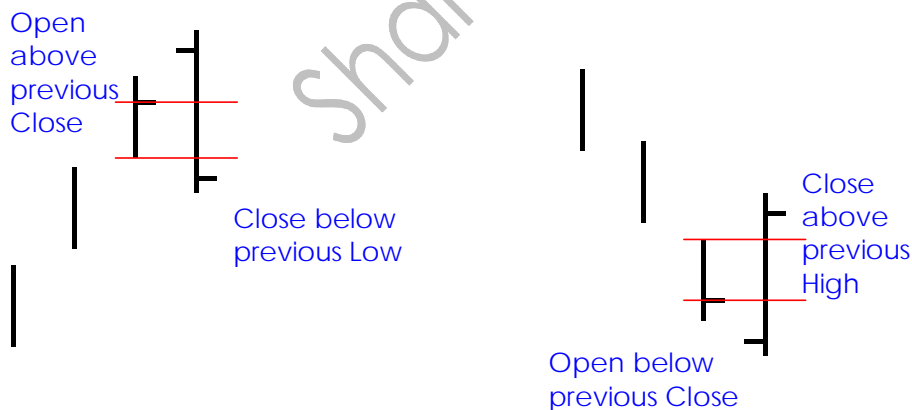 Open
above
previous
Close
Close below
previous Low
Close
above
previous
High
Open below
previous Close